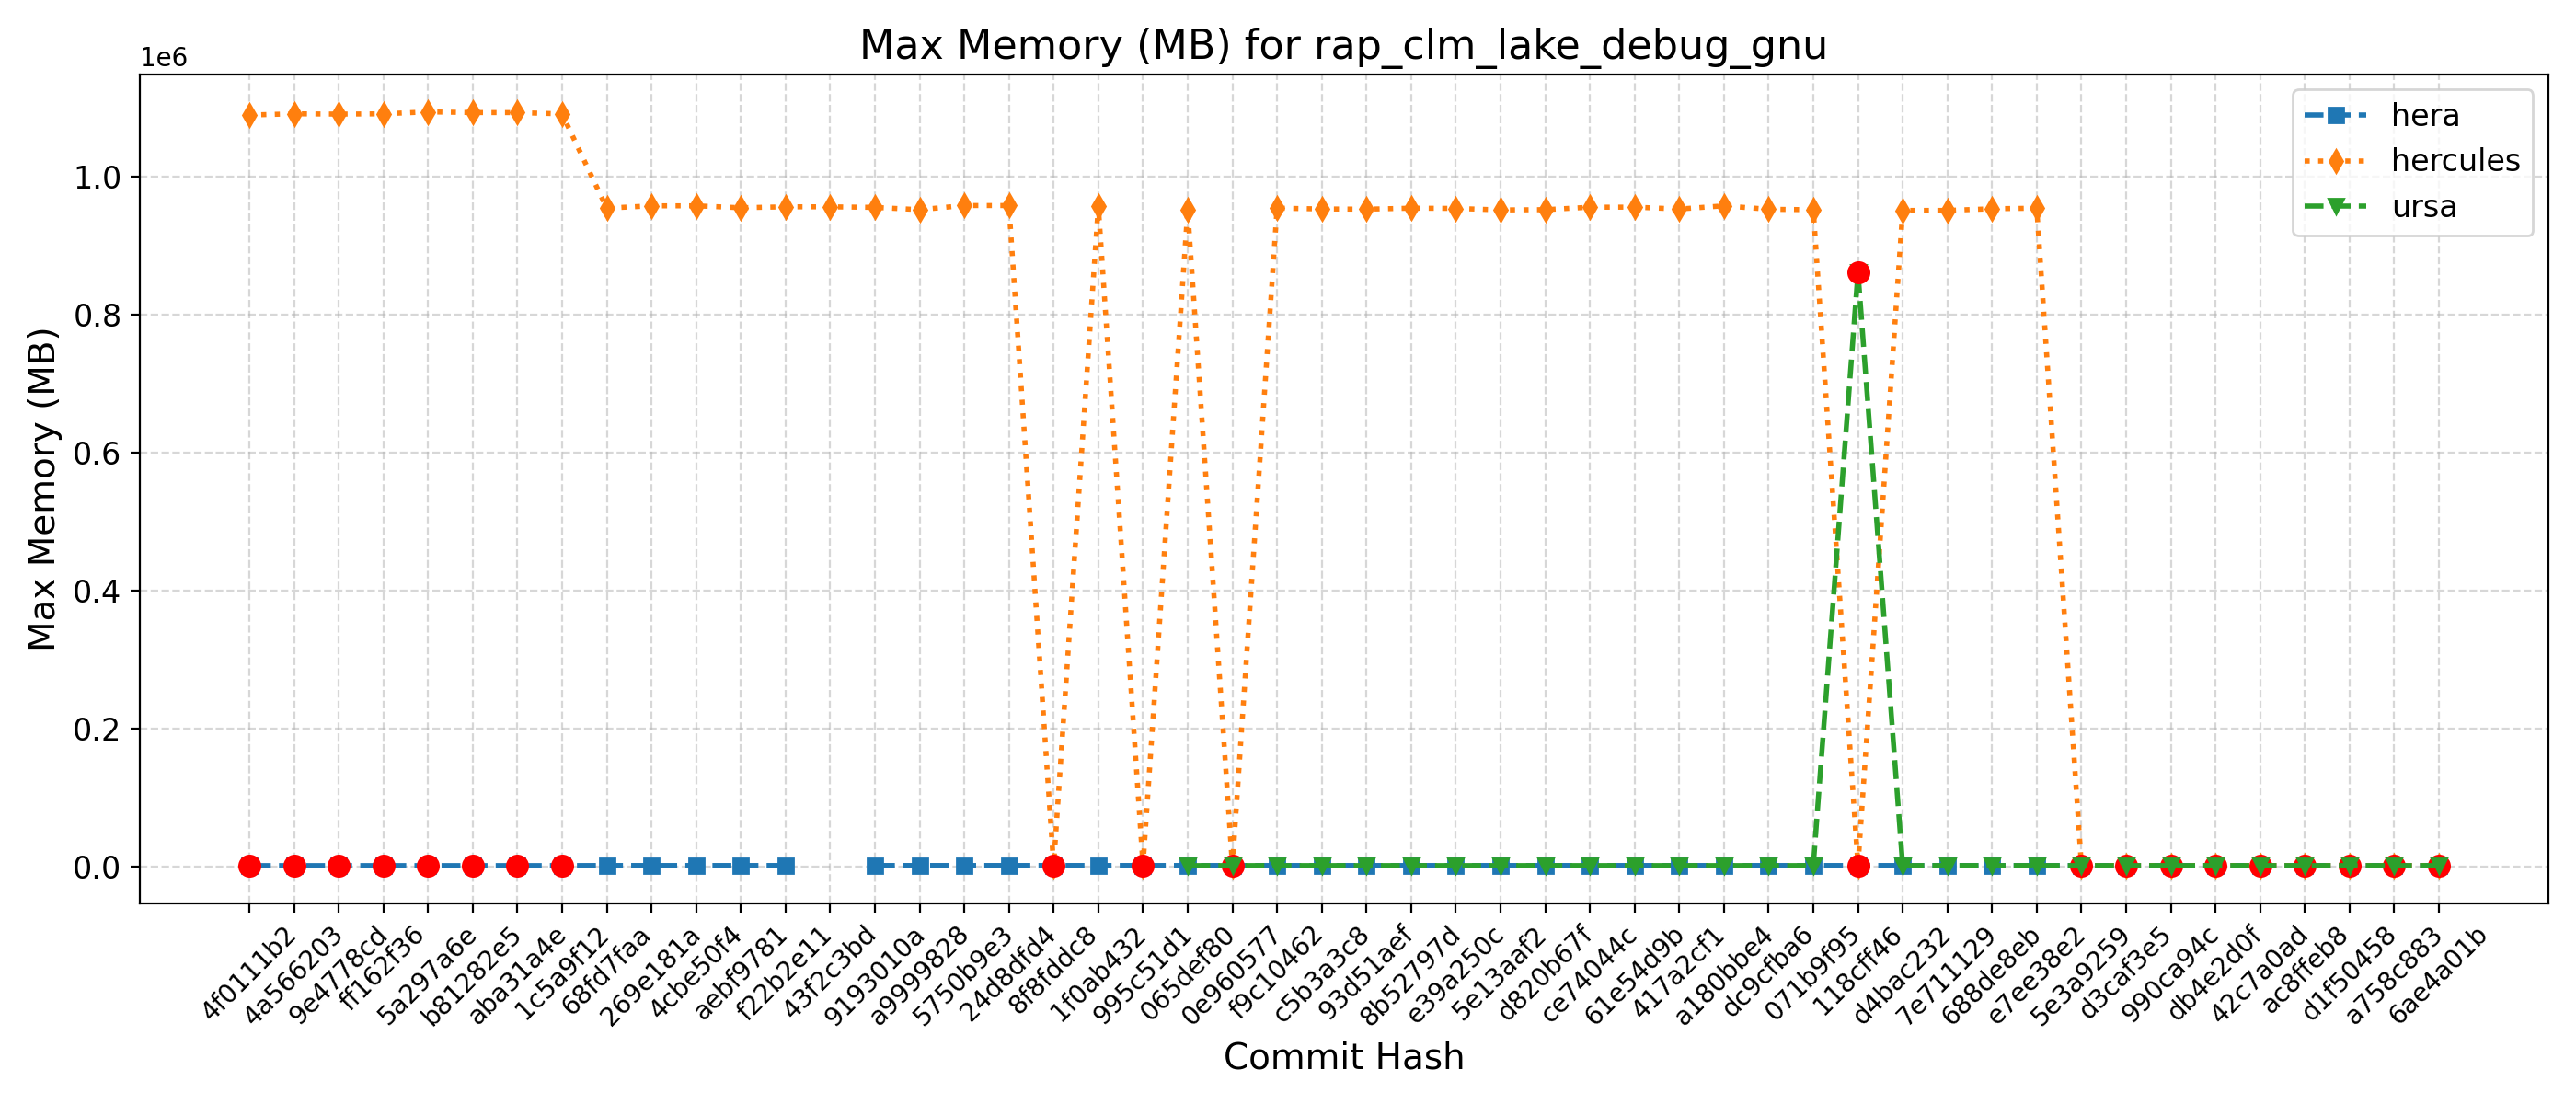 Max Memory (MB) for rap_clm_lake_debug_gnu
1e6
hera
hercules
ursa
1.0
0.8
0.6
0.4
0.2
0.0
Max Memory (MB)
4f0111b2
4a566203
9e4778cd
ff162f36
5a297a6e
b81282e5
aba31a4e
1c5a9f12
68fd7faa
269e181a
4cbe50f4
aebf9781
f22b2e11
43f2c3bd
9193010a
a9999828
5750b9e3
24d8dfd4
8f8fddc8
1f0ab432
995c51d1
065def80
0e960577
f9c10462
c5b3a3c8
93d51aef
8b52797d
e39a250c
5e13aaf2
d820b67f
ce74044c
61e54d9b
417a2cf1
a180bbe4
dc9cfba6
071b9f95
118cff46
d4bac232
7e711129
688de8eb
e7ee38e2
5e3a9259
d3caf3e5
990ca94c
db4e2d0f
42c7a0ad
ac8ffeb8
d1f50458
a758c883
6ae4a01b
Commit Hash